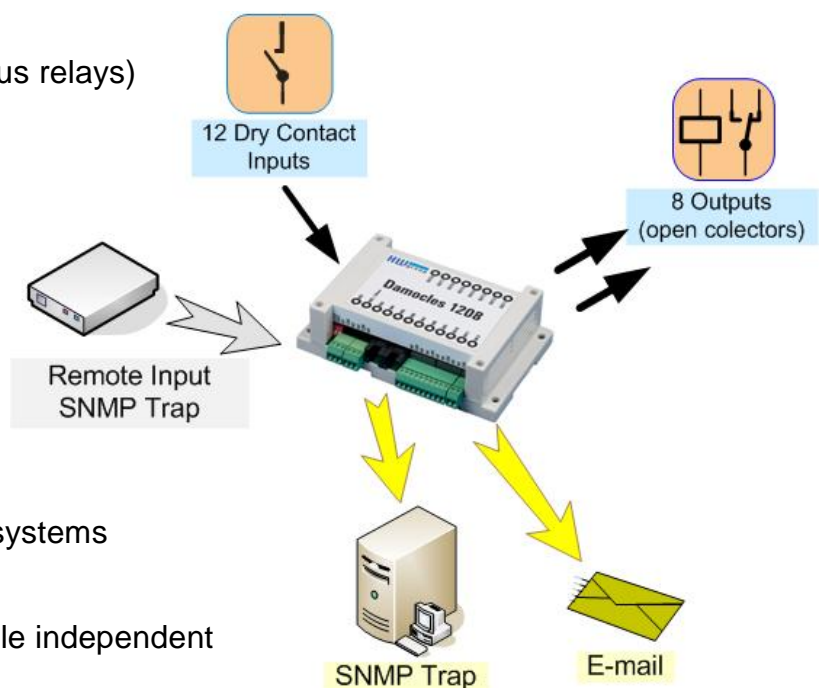 us relays)
12 Dry Contact
Inputs
8 Outputs
(open colectors)
HW
Damocles 1208
Remote Input
SNMP Trap
systems
le independent
SNMP Trap
E-mail